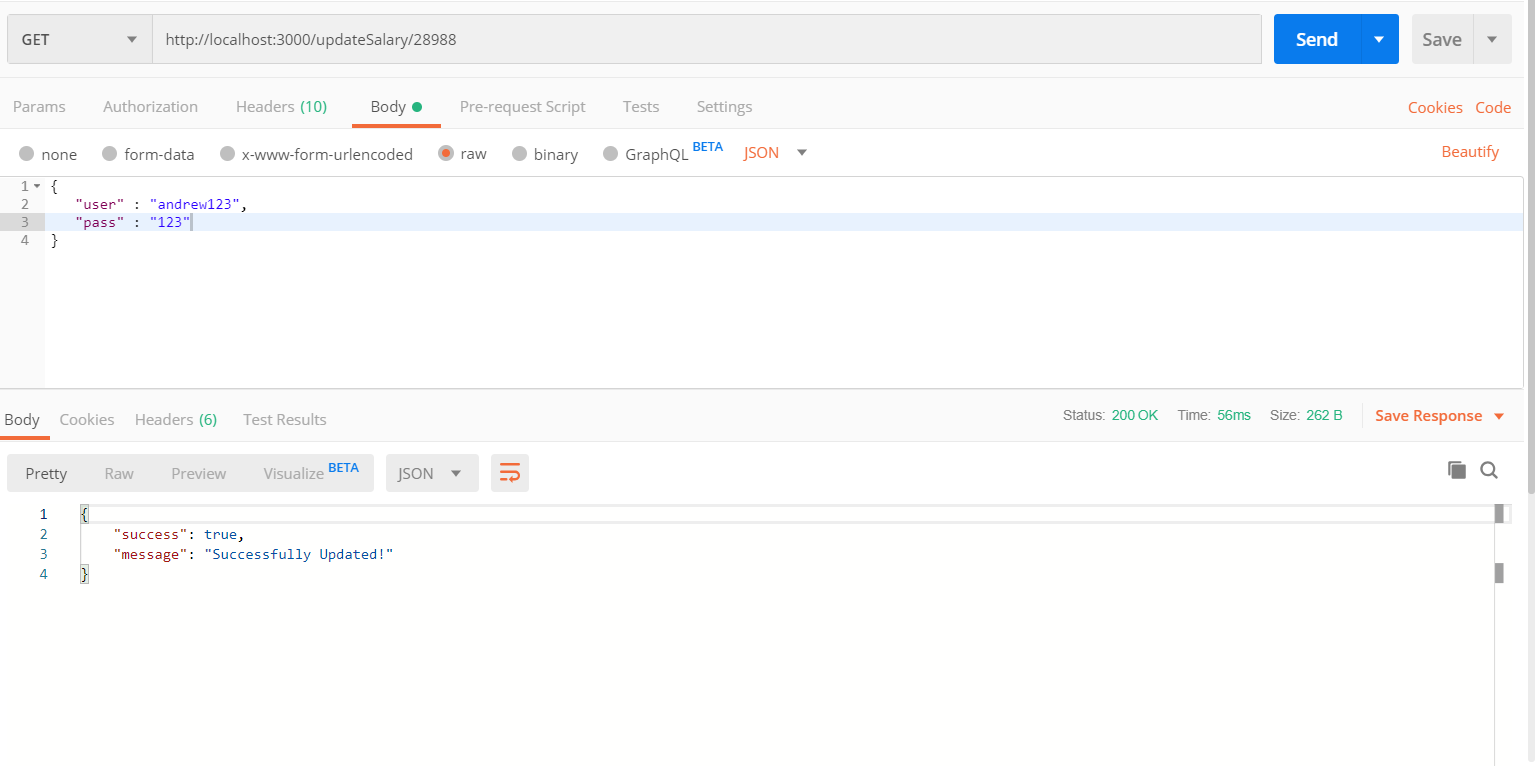 GET http://localhost:3000/updateSalary/28988 Send Save
Params Authorization Headers (10) Body Pre-request Script Tests Settings Cookies Code
none form-data x-www-form-urlencoded raw binary GraphQL BETA JSON Beautify
1 {
2 "user" : "andrew123",
3 "pass" : "123"
4 }
Body Cookies Headers (6) Test Results Status: 200 OK Time: 56ms Size: 262 B Save Response
Pretty Raw Preview Visualize BETA JSON
1 {
2 "success": true,
3 "message": "Successfully Updated!"
4 }